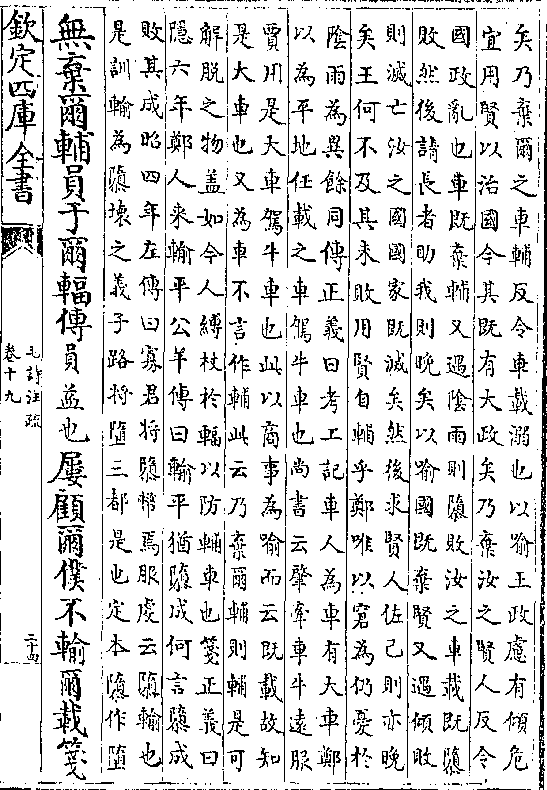 矣乃棄爾之車輔反令車載溺也以喻王政慮有傾危
宜用賢以治國今其既有大政矣乃棄汝之賢人反令
國政亂也車既棄輔又遇陰雨則隳敗汝之車載既隳
敗然後請長者助我則晚矣以喻國既棄賢又遇傾敗
則滅亡汝之國國家既滅矣然後求賢人佐己則亦晚
矣王何不及其未敗用賢自輔乎鄭唯以窘為仍憂於
陰雨為異餘同傳正義曰考工記車人為車有大車鄭
以為平地任載之車駕牛車也尚書云肇牽車牛遠服
賈用是大車駕牛車也此以商事為喻而云既載故知
是大車也又為車不言作輔此云乃棄爾輔則輔是可
解脫之物蓋如今人縛杖於輻以防輔車也箋正義曰
隱六年鄭人來輸平公羊傳曰輸平猶隳成何言隳成
敗其成昭四年左傳曰寡君將隳幣焉服虔云隳輸也
是訓輸為隳壞之義子路將隳三都是也定本隳作墮
無棄爾輔員于爾輻傳員益也屢顧爾僕不輸爾載箋
欽定四庫全書
毛詩注疏
卷十九
二十四